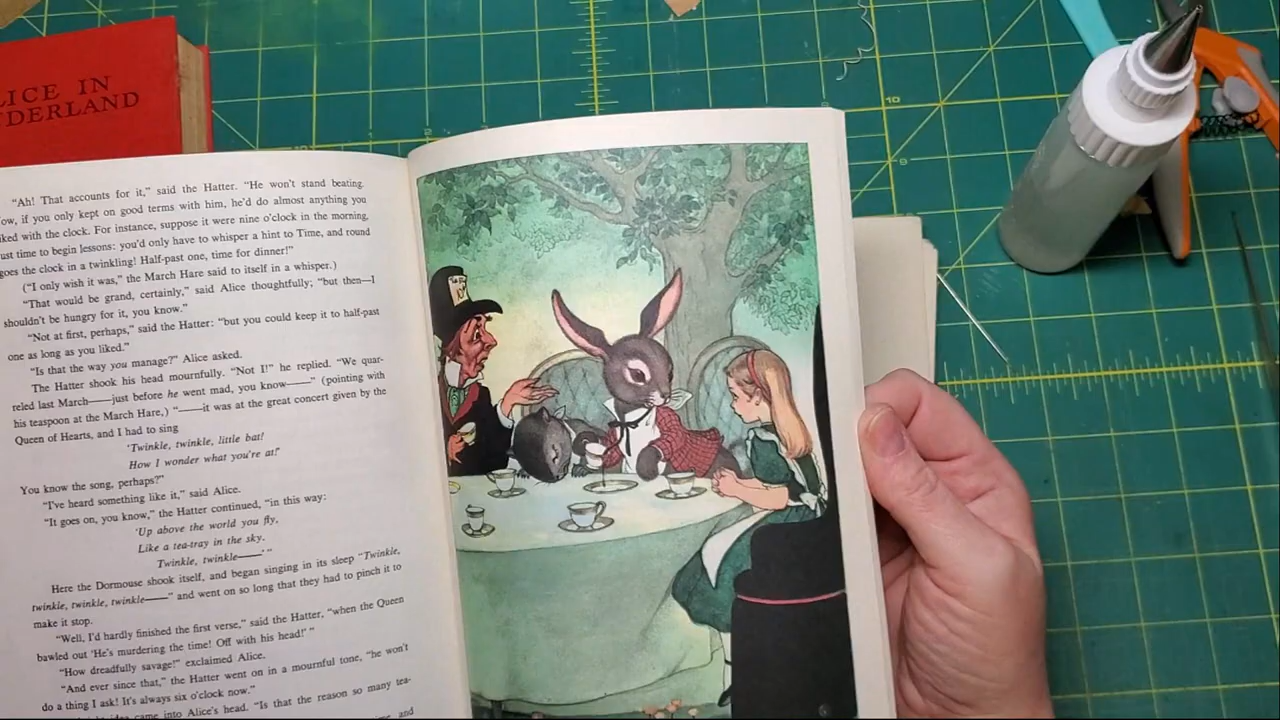 LICE IN
DERLAND
"Ah! That accounts for it," said the Hatter. "He won't stand beating.
ow, if you only kept on good terms with him, he'd do almost anything you
iked with the clock. For instance, suppose it were nine o'clock in the morning,
ust time to begin lessons: you'd only have to whisper a hint to Time, and round
goes the clock in a twinkling! Half-past one, time for dinner!"
("I only wish it was," the March Hare said to itself in a whisper.)
"That would be grand, certainly," said Alice thoughtfully; "but then—I
shouldn't be hungry for it, you know."
"Not at first, perhaps," said the Hatter: "but you could keep it to half-past
one as long as you liked."
"Is that the way you manage?" Alice asked.
The Hatter shook his head mournfully. "Not I!" he replied. "We quar-
reled last March——just before he went mad, you know——" (pointing with
his teaspoon at the March Hare,) "——it was at the great concert given by the
Queen of Hearts, and I had to sing
'Twinkle, twinkle, little bat!
How I wonder what you're at!'
You know the song, perhaps?"
"I've heard something like it," said Alice.
"It goes on, you know," the Hatter continued, "in this way:
'Up above the world you fly,
Like a tea-tray in the sky.
Twinkle, twinkle——'"
Here the Dormouse shook itself, and began singing in its sleep "Twinkle,
twinkle, twinkle, twinkle——" and went on so long that they had to pinch it to
make it stop.
"Well, I'd hardly finished the first verse," said the Hatter, "when the Queen
bawled out 'He's murdering the time! Off with his head!'"
"How dreadfully savage!" exclaimed Alice.
"And ever since that," the Hatter went on in a mournful tone, "he won't
do a thing I ask! It's always six o'clock now."
came into Alice's head. "Is that the reason so many tea-
and
10
9